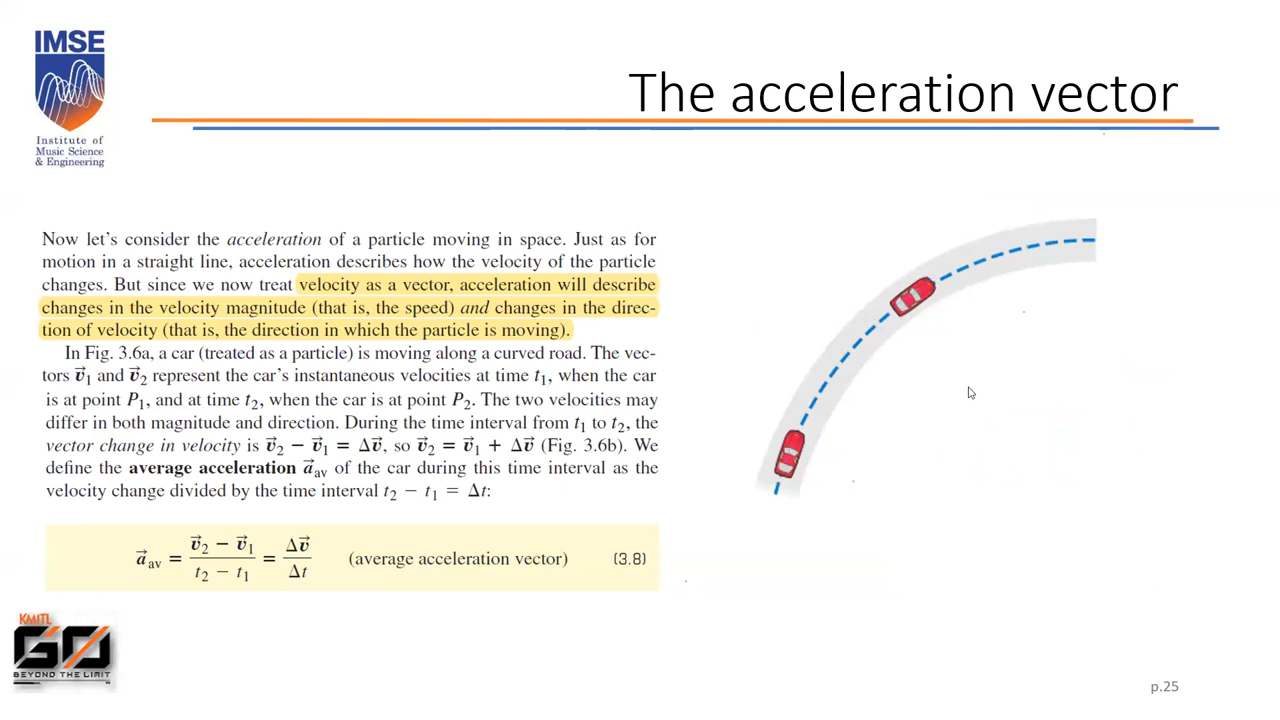 IMSE
Institute of
Music Science
& Engineering
The acceleration vector
Now let's consider the acceleration of a particle moving in space. Just as for
motion in a straight line, acceleration describes how the velocity of the particle
changes. But since we now treat velocity as a vector, acceleration will describe
changes in the velocity magnitude (that is, the speed) and changes in the direc-
tion of velocity (that is, the direction in which the particle is moving).
In Fig. 3.6a, a car (treated as a particle) is moving along a curved road. The vec-
tors v⃗₁ and v⃗₂ represent the car's instantaneous velocities at time t₁, when the car
is at point P₁, and at time t₂, when the car is at point P₂. The two velocities may
differ in both magnitude and direction. During the time interval from t₁ to t₂, the
vector change in velocity is v⃗₂ − v⃗₁ = Δv⃗, so v⃗₂ = v⃗₁ + Δv⃗ (Fig. 3.6b). We
define the average acceleration a⃗av of the car during this time interval as the
velocity change divided by the time interval t₂ − t₁ = Δt:
a⃗av = (v⃗₂ − v⃗₁)/(t₂ − t₁) = Δv⃗/Δt (average acceleration vector) (3.8)
KMITL
GO
BEYOND THE LIMIT
p.25